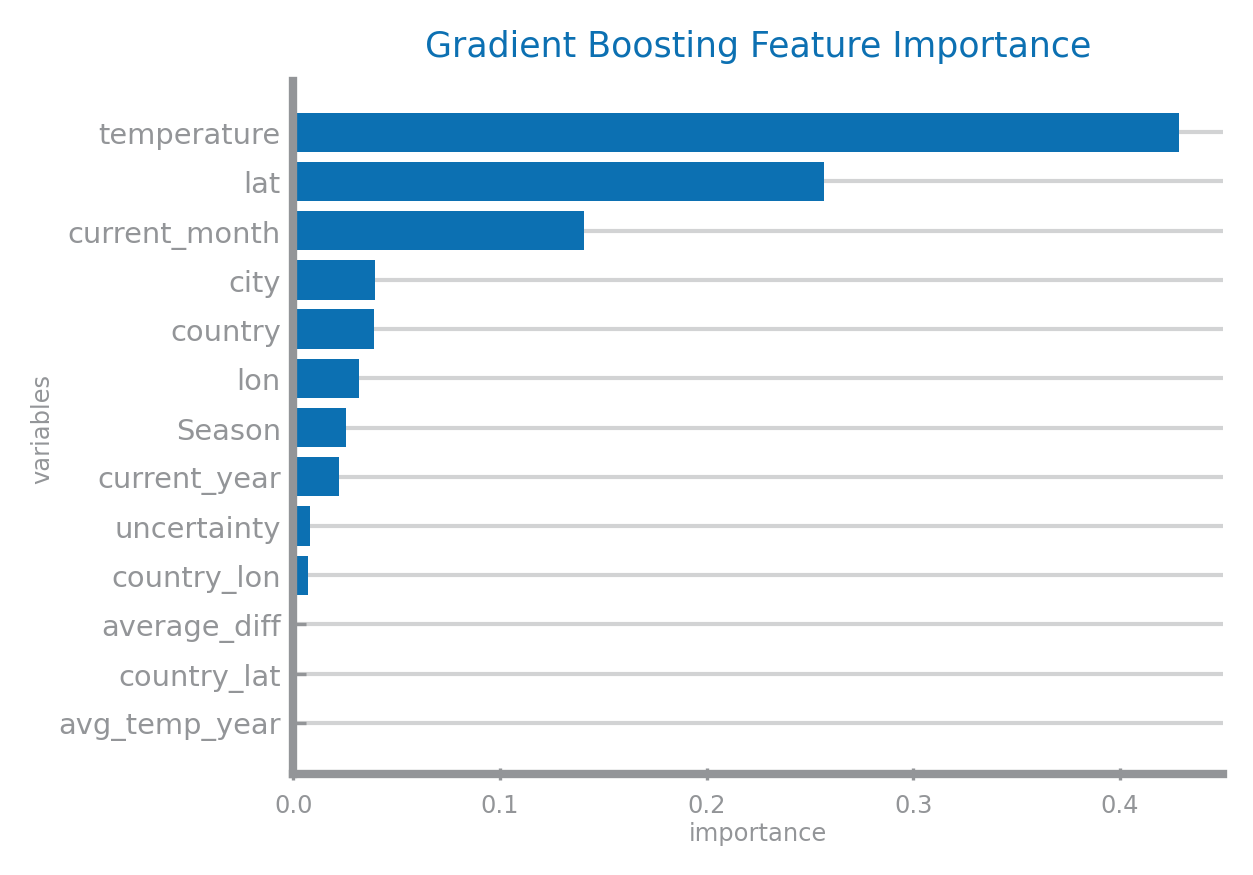 Gradient Boosting Feature Importance
temperature
lat
current_month
city
country
lon
Season
current_year
uncertainty
country_lon
average_diff
country_lat
avg_temp_year
variables
0.0 0.1 0.2 0.3 0.4
importance